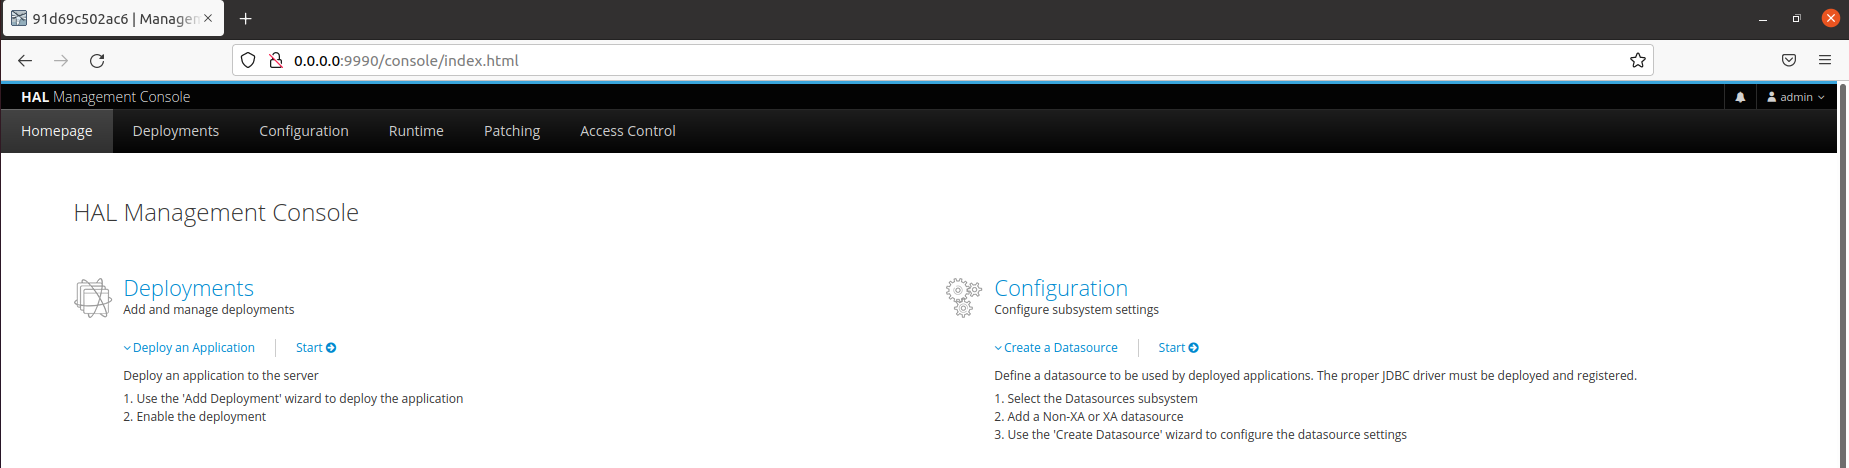 91d69c502ac6 | Managen
0.0.0.0:9990/console/index.html
HAL Management Console
admin
Homepage Deployments Configuration Runtime Patching Access Control
HAL Management Console
Deployments
Add and manage deployments
Deploy an Application Start
Deploy an application to the server
1. Use the 'Add Deployment' wizard to deploy the application
2. Enable the deployment
Configuration
Configure subsystem settings
Create a Datasource Start
Define a datasource to be used by deployed applications. The proper JDBC driver must be deployed and registered.
1. Select the Datasources subsystem
2. Add a Non-XA or XA datasource
3. Use the 'Create Datasource' wizard to configure the datasource settings